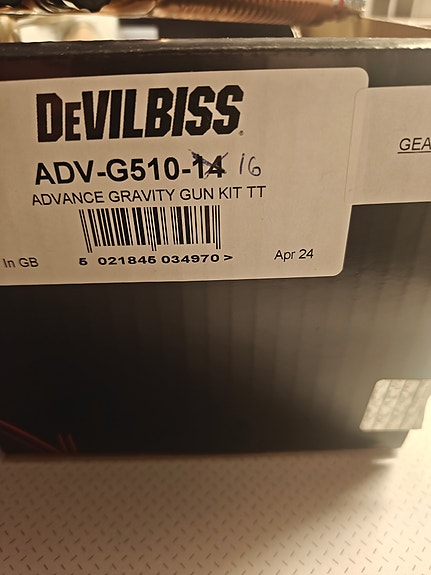 DEVILBISS
ADV-G510-14 16
ADVANCE GRAVITY GUN KIT TT
5 021845 034970 >
In GB
Apr 24
GEA